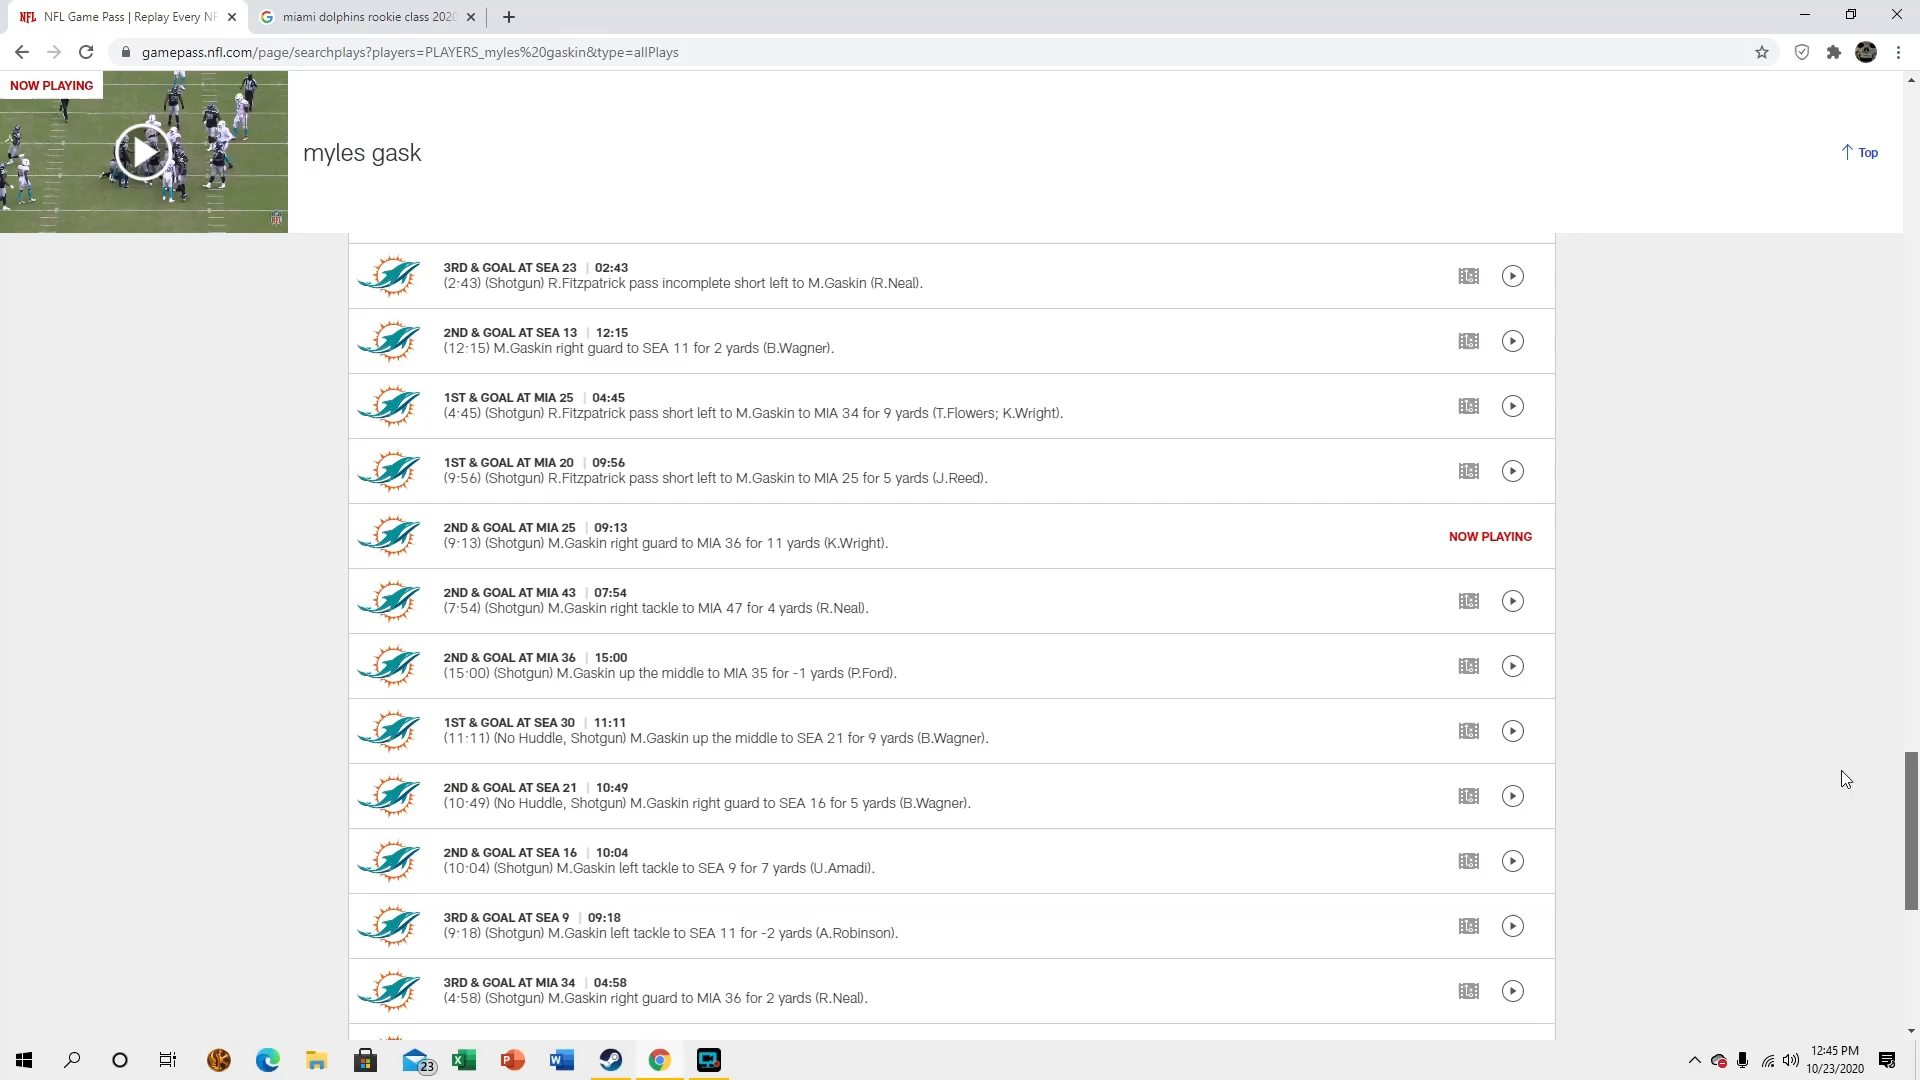 NFL Game Pass | Replay Every NF
miami dolphins rookie class 2020
gamepass.nfl.com/page/searchplays?players=PLAYERS_myles%20gaskin&type=allPlays
NOW PLAYING
myles gask
Top
3RD & GOAL AT SEA 23 | 02:43
(2:43) (Shotgun) R.Fitzpatrick pass incomplete short left to M.Gaskin (R.Neal).
2ND & GOAL AT SEA 13 | 12:15
(12:15) M.Gaskin right guard to SEA 11 for 2 yards (B.Wagner).
1ST & GOAL AT MIA 25 | 04:45
(4:45) (Shotgun) R.Fitzpatrick pass short left to M.Gaskin to MIA 34 for 9 yards (T.Flowers; K.Wright).
1ST & GOAL AT MIA 20 | 09:56
(9:56) (Shotgun) R.Fitzpatrick pass short left to M.Gaskin to MIA 25 for 5 yards (J.Reed).
2ND & GOAL AT MIA 25 | 09:13
(9:13) (Shotgun) M.Gaskin right guard to MIA 36 for 11 yards (K.Wright).
NOW PLAYING
2ND & GOAL AT MIA 43 | 07:54
(7:54) (Shotgun) M.Gaskin right tackle to MIA 47 for 4 yards (R.Neal).
2ND & GOAL AT MIA 36 | 15:00
(15:00) (Shotgun) M.Gaskin up the middle to MIA 35 for -1 yards (P.Ford).
1ST & GOAL AT SEA 30 | 11:11
(11:11) (No Huddle, Shotgun) M.Gaskin up the middle to SEA 21 for 9 yards (B.Wagner).
2ND & GOAL AT SEA 21 | 10:49
(10:49) (No Huddle, Shotgun) M.Gaskin right guard to SEA 16 for 5 yards (B.Wagner).
2ND & GOAL AT SEA 16 | 10:04
(10:04) (Shotgun) M.Gaskin left tackle to SEA 9 for 7 yards (U.Amadi).
3RD & GOAL AT SEA 9 | 09:18
(9:18) (Shotgun) M.Gaskin left tackle to SEA 11 for -2 yards (A.Robinson).
3RD & GOAL AT MIA 34 | 04:58
(4:58) (Shotgun) M.Gaskin right guard to MIA 36 for 2 yards (R.Neal).
23
12:45 PM
10/23/2020